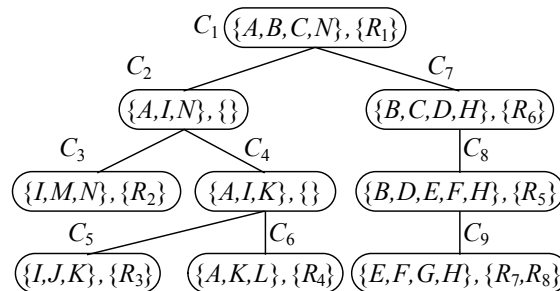 C₁ {A,B,C,N},{R₁}
C₂ C₇
{A,I,N},{} {B,C,D,H},{R₆}
C₃ C₄ C₈
{I,M,N},{R₂} {A,I,K},{} {B,D,E,F,H},{R₅}
C₅ C₆ C₉
{I,J,K},{R₃} {A,K,L},{R₄} {E,F,G,H},{R₇,R₈}